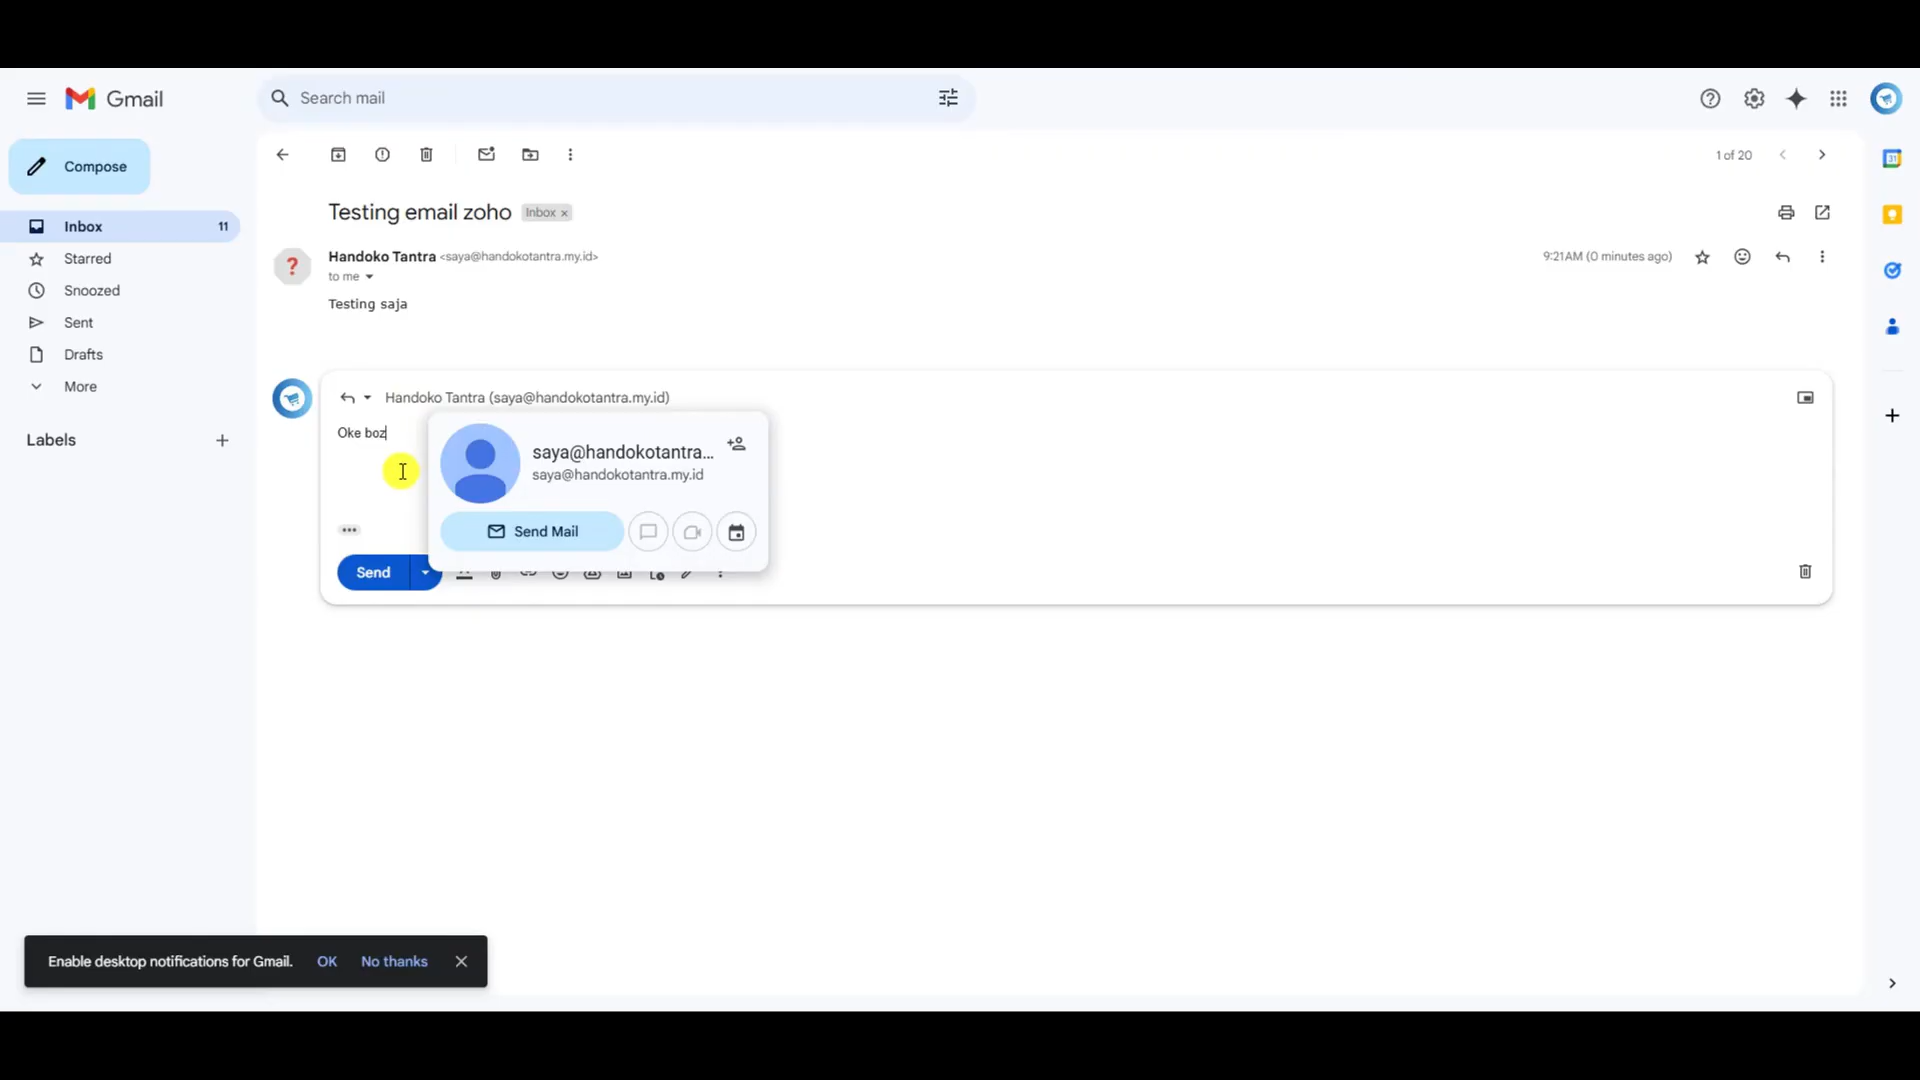 Gmail
Search mail
Compose
1 of 20
Inbox 11
Testing email zoho Inbox ×
Starred
Handoko Tantra <saya@handokotantra.my.id>
9:21 AM (0 minutes ago)
to me
Snoozed
Testing saja
Sent
Drafts
More
Handoko Tantra (saya@handokotantra.my.id)
Oke boz
Labels
saya@handokotantra...
saya@handokotantra.my.id
Send Mail
Send
Enable desktop notifications for Gmail. OK No thanks
31